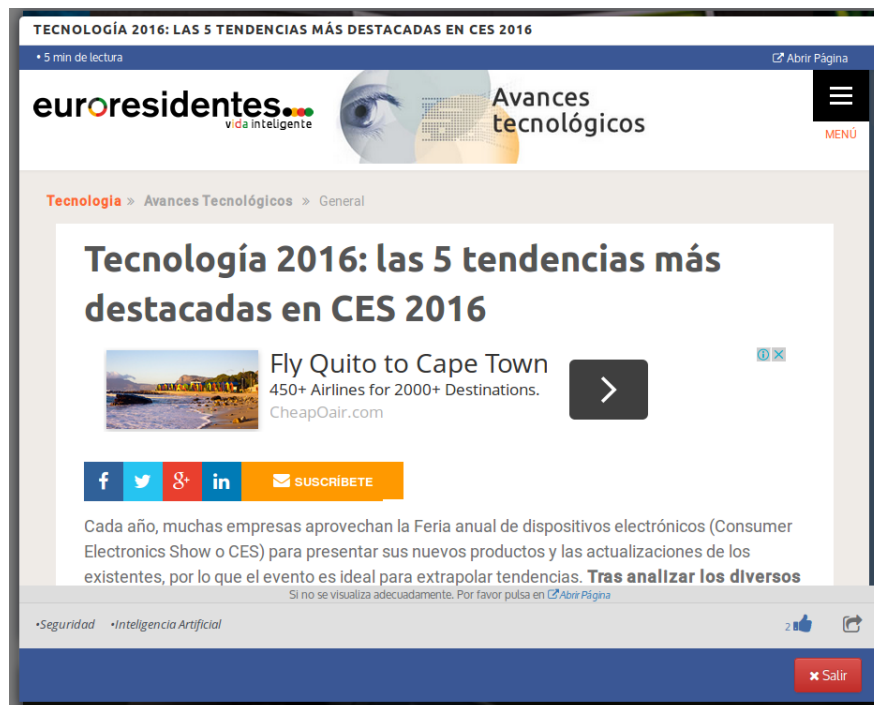 TECNOLOGÍA 2016: LAS 5 TENDENCIAS MÁS DESTACADAS EN CES 2016
• 5 min de lectura
Abrir Página
euroresidentes
vida inteligente
Avances
tecnológicos
MENÚ
Tecnologia » Avances Tecnológicos » General
Tecnología 2016: las 5 tendencias más
destacadas en CES 2016
Fly Quito to Cape Town
450+ Airlines for 2000+ Destinations.
CheapOair.com
f
8+
in
SUSCRÍBETE
Cada año, muchas empresas aprovechan la Feria anual de dispositivos electrónicos (Consumer
Electronics Show o CES) para presentar sus nuevos productos y las actualizaciones de los
existentes, por lo que el evento es ideal para extrapolar tendencias. Tras analizar los diversos
Si no se visualiza adecuadamente. Por favor pulsa en Abrir Página
•Seguridad •Inteligencia Artificial
2
Salir